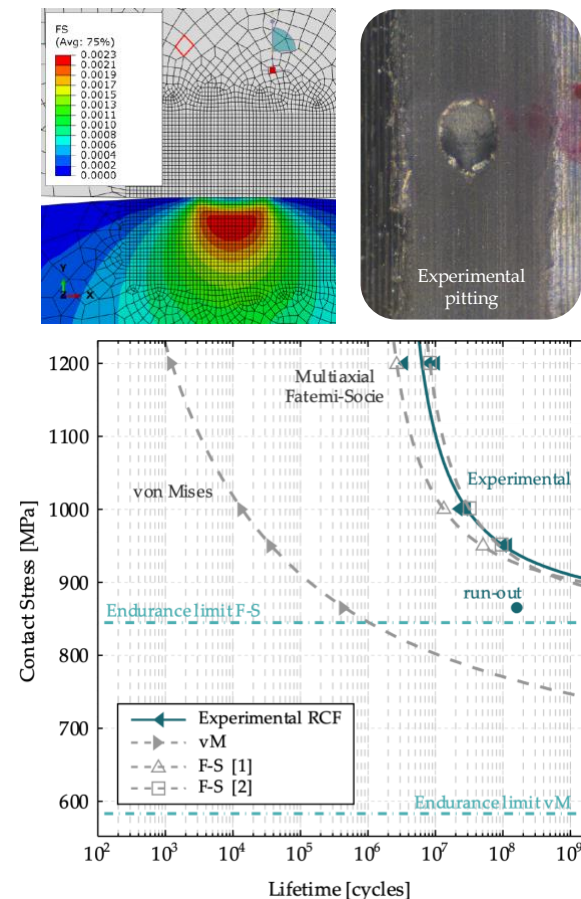 FS
(Avg: 75%)
0.0023
0.0021
0.0019
0.0017
0.0015
0.0013
0.0011
0.0010
0.0008
0.0006
0.0004
0.0002
0.0000
Y
Z X
Experimental
pitting
Contact Stress [MPa]
1200
1100
1000
900
800
700
600
Multiaxial
Fatemi-Socie
von Mises
Experimental
run-out
Endurance limit F-S
Experimental RCF
vM
F-S [1]
F-S [2]
Endurance limit vM
10² 10³ 10⁴ 10⁵ 10⁶ 10⁷ 10⁸ 10⁹
Lifetime [cycles]